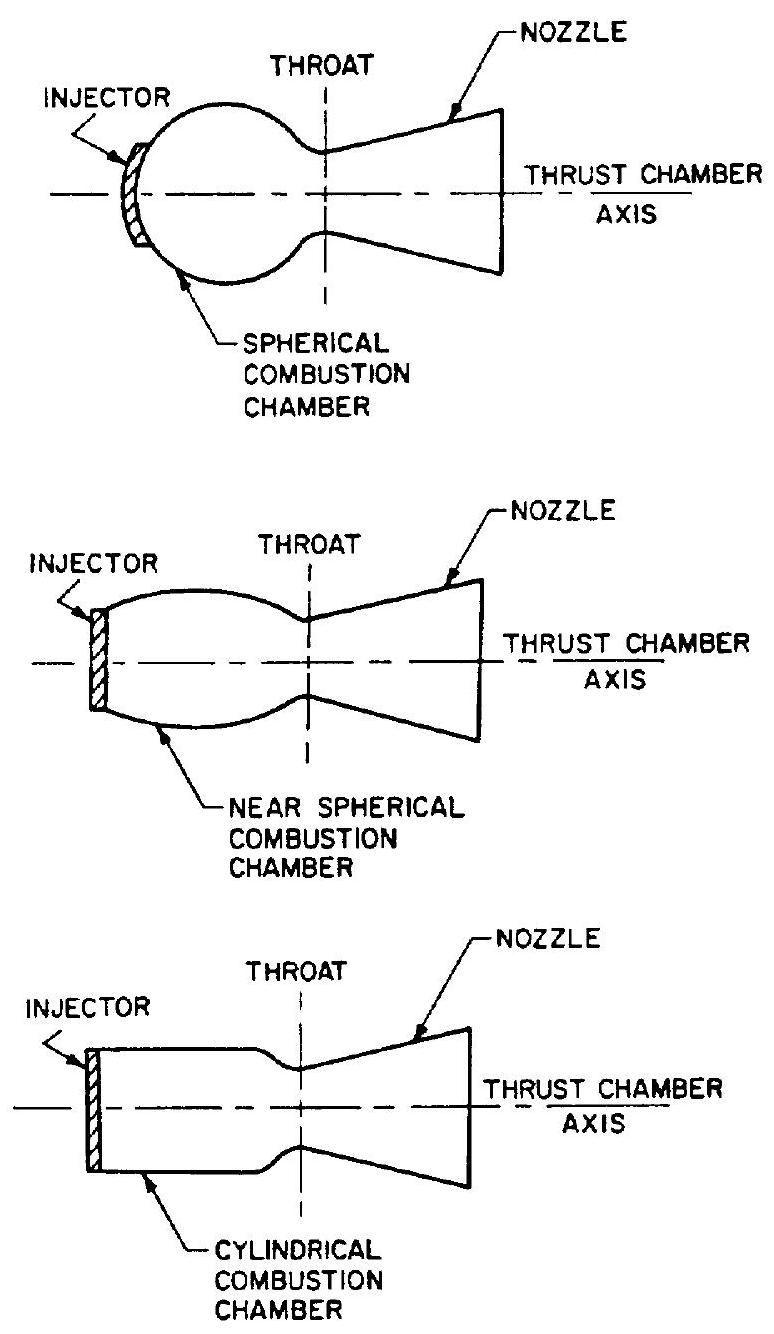 NOZZLE
THROAT
INJECTOR
THRUST CHAMBER
AXIS
SPHERICAL
COMBUSTION
CHAMBER
NOZZLE
THROAT
INJECTOR
THRUST CHAMBER
AXIS
NEAR SPHERICAL
COMBUSTION
CHAMBER
NOZZLE
THROAT
INJECTOR
THRUST CHAMBER
AXIS
CYLINDRICAL
COMBUSTION
CHAMBER